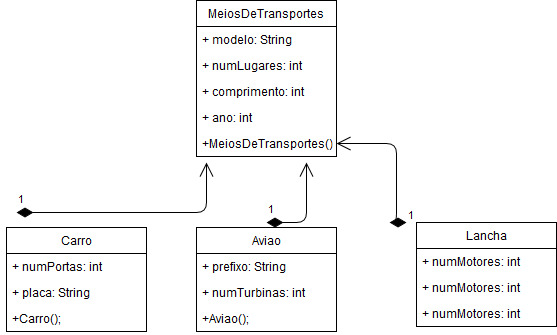 MeiosDeTransportes
+ modelo: String
+ numLugares: int
+ comprimento: int
+ ano: int
+MeiosDeTransportes()
1
1
1
Carro
+ numPortas: int
+ placa: String
+Carro();
Aviao
+ prefixo: String
+ numTurbinas: int
+Aviao();
Lancha
+ numMotores: int
+ numMotores: int
+ numMotores: int